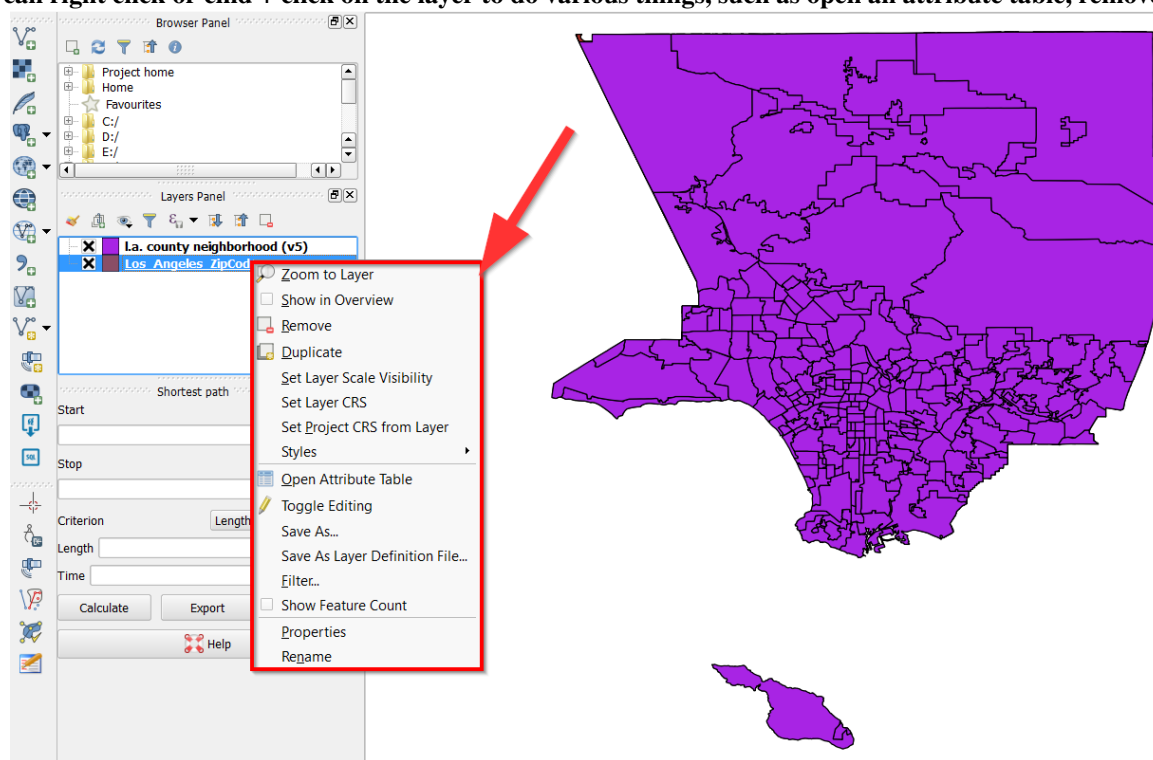 can right click or cmd + click on the layer to do various things, such as open an attribute table, remove
Browser Panel
Project home
Home
Favourites
C:/
D:/
E:/
Layers Panel
L.a. county neighborhood (v5)
Los_Angeles_ZipCod
Zoom to Layer
Show in Overview
Remove
Duplicate
Set Layer Scale Visibility
Set Layer CRS
Set Project CRS from Layer
Styles
Open Attribute Table
Toggle Editing
Save As...
Save As Layer Definition File...
Filter...
Show Feature Count
Properties
Rename
Shortest path
Start
Stop
Criterion
Length
Length
Time
Calculate
Export
Help
SQL